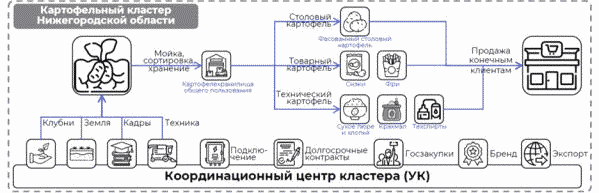 Картофельный кластер
Нижегородской области
Мойка,
сортировка
хранение
Картофелехранилища
общего пользования
Столовый
картофель
Фасованный столовый
картофель
Товарный
картофель
Снэки
Фри
Технический
картофель
Сухое пюре
и хлопья
Крахмал
Техспирты
Продажа
конечным
клиентам
Клубни
Земля
Кадры
Техника
Подклю-
чение
Долгосрочные
контракты
Госзакупки
Бренд
Экспорт
Координационный центр кластера (УК)